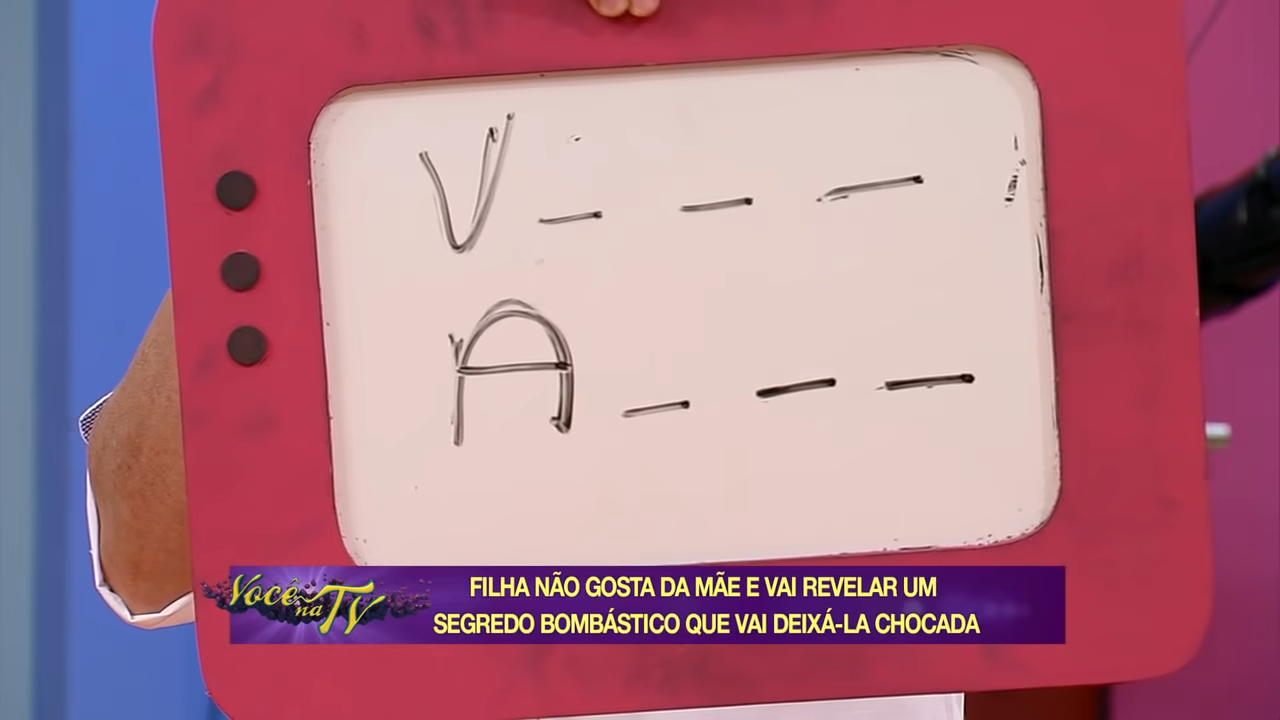 V _ _ _
A _ _ _
Você na TV
FILHA NÃO GOSTA DA MÃE E VAI REVELAR UM
SEGREDO BOMBÁSTICO QUE VAI DEIXÁ-LA CHOCADA